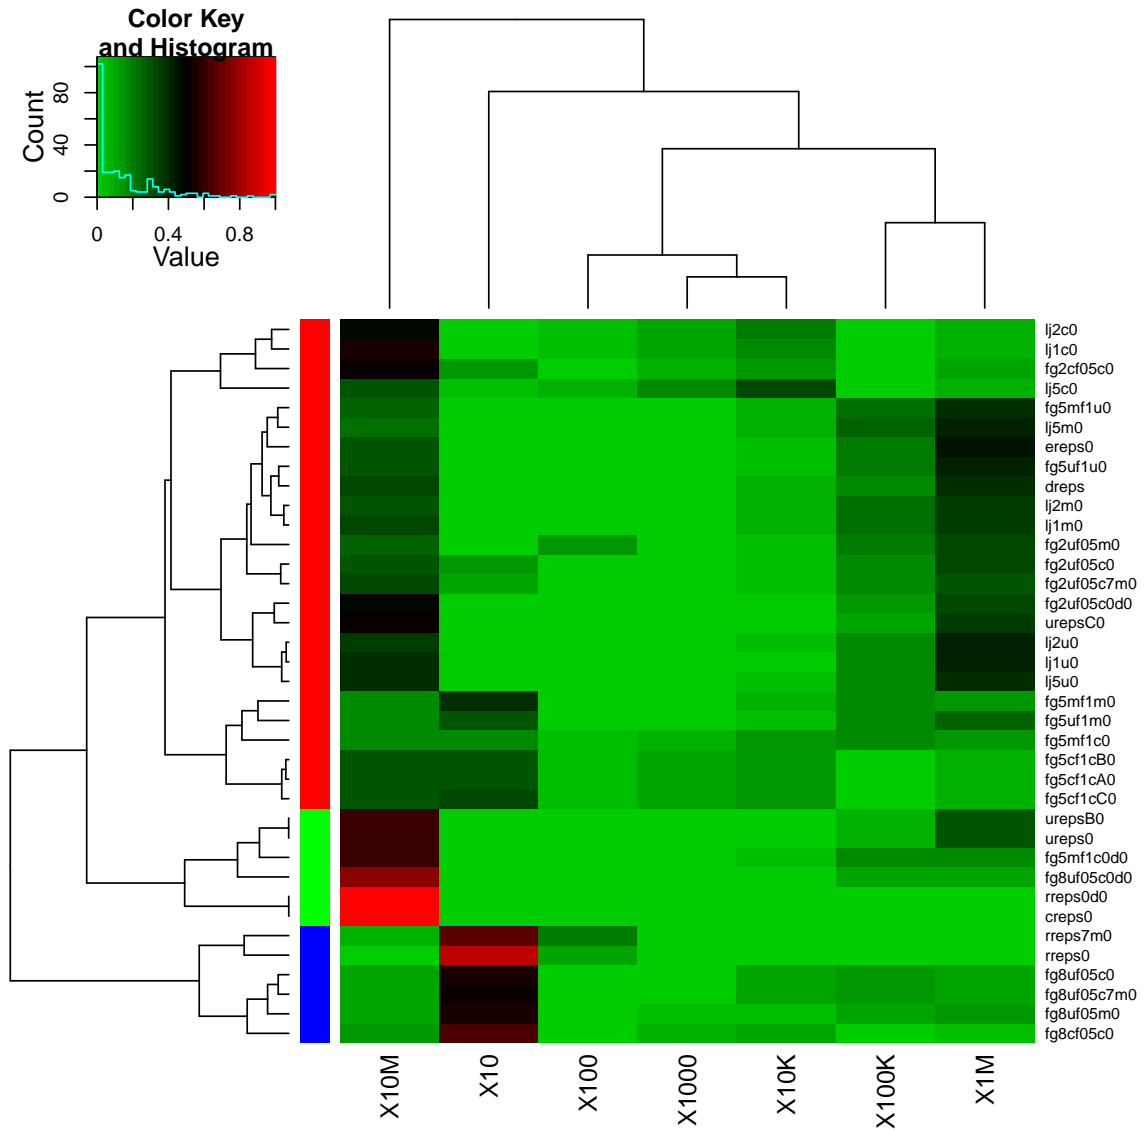 Color Key
and Histogram
Count
0
40
80
0
0.4
0.8
Value
lj2c0
lj1c0
fg2cf05c0
lj5c0
fg5mf1u0
lj5m0
ereps0
fg5uf1u0
dreps
lj2m0
lj1m0
fg2uf05m0
fg2uf05c0
fg2uf05c7m0
fg2uf05c0d0
urepsC0
lj2u0
lj1u0
lj5u0
fg5mf1m0
fg5uf1m0
fg5mf1c0
fg5cf1cB0
fg5cf1cA0
fg5cf1cC0
urepsB0
ureps0
fg5mf1c0d0
fg8uf05c0d0
rreps0d0
creps0
rreps7m0
rreps0
fg8uf05c0
fg8uf05c7m0
fg8uf05m0
fg8cf05c0
X10M
X10
X100
X1000
X10K
X100K
X1M